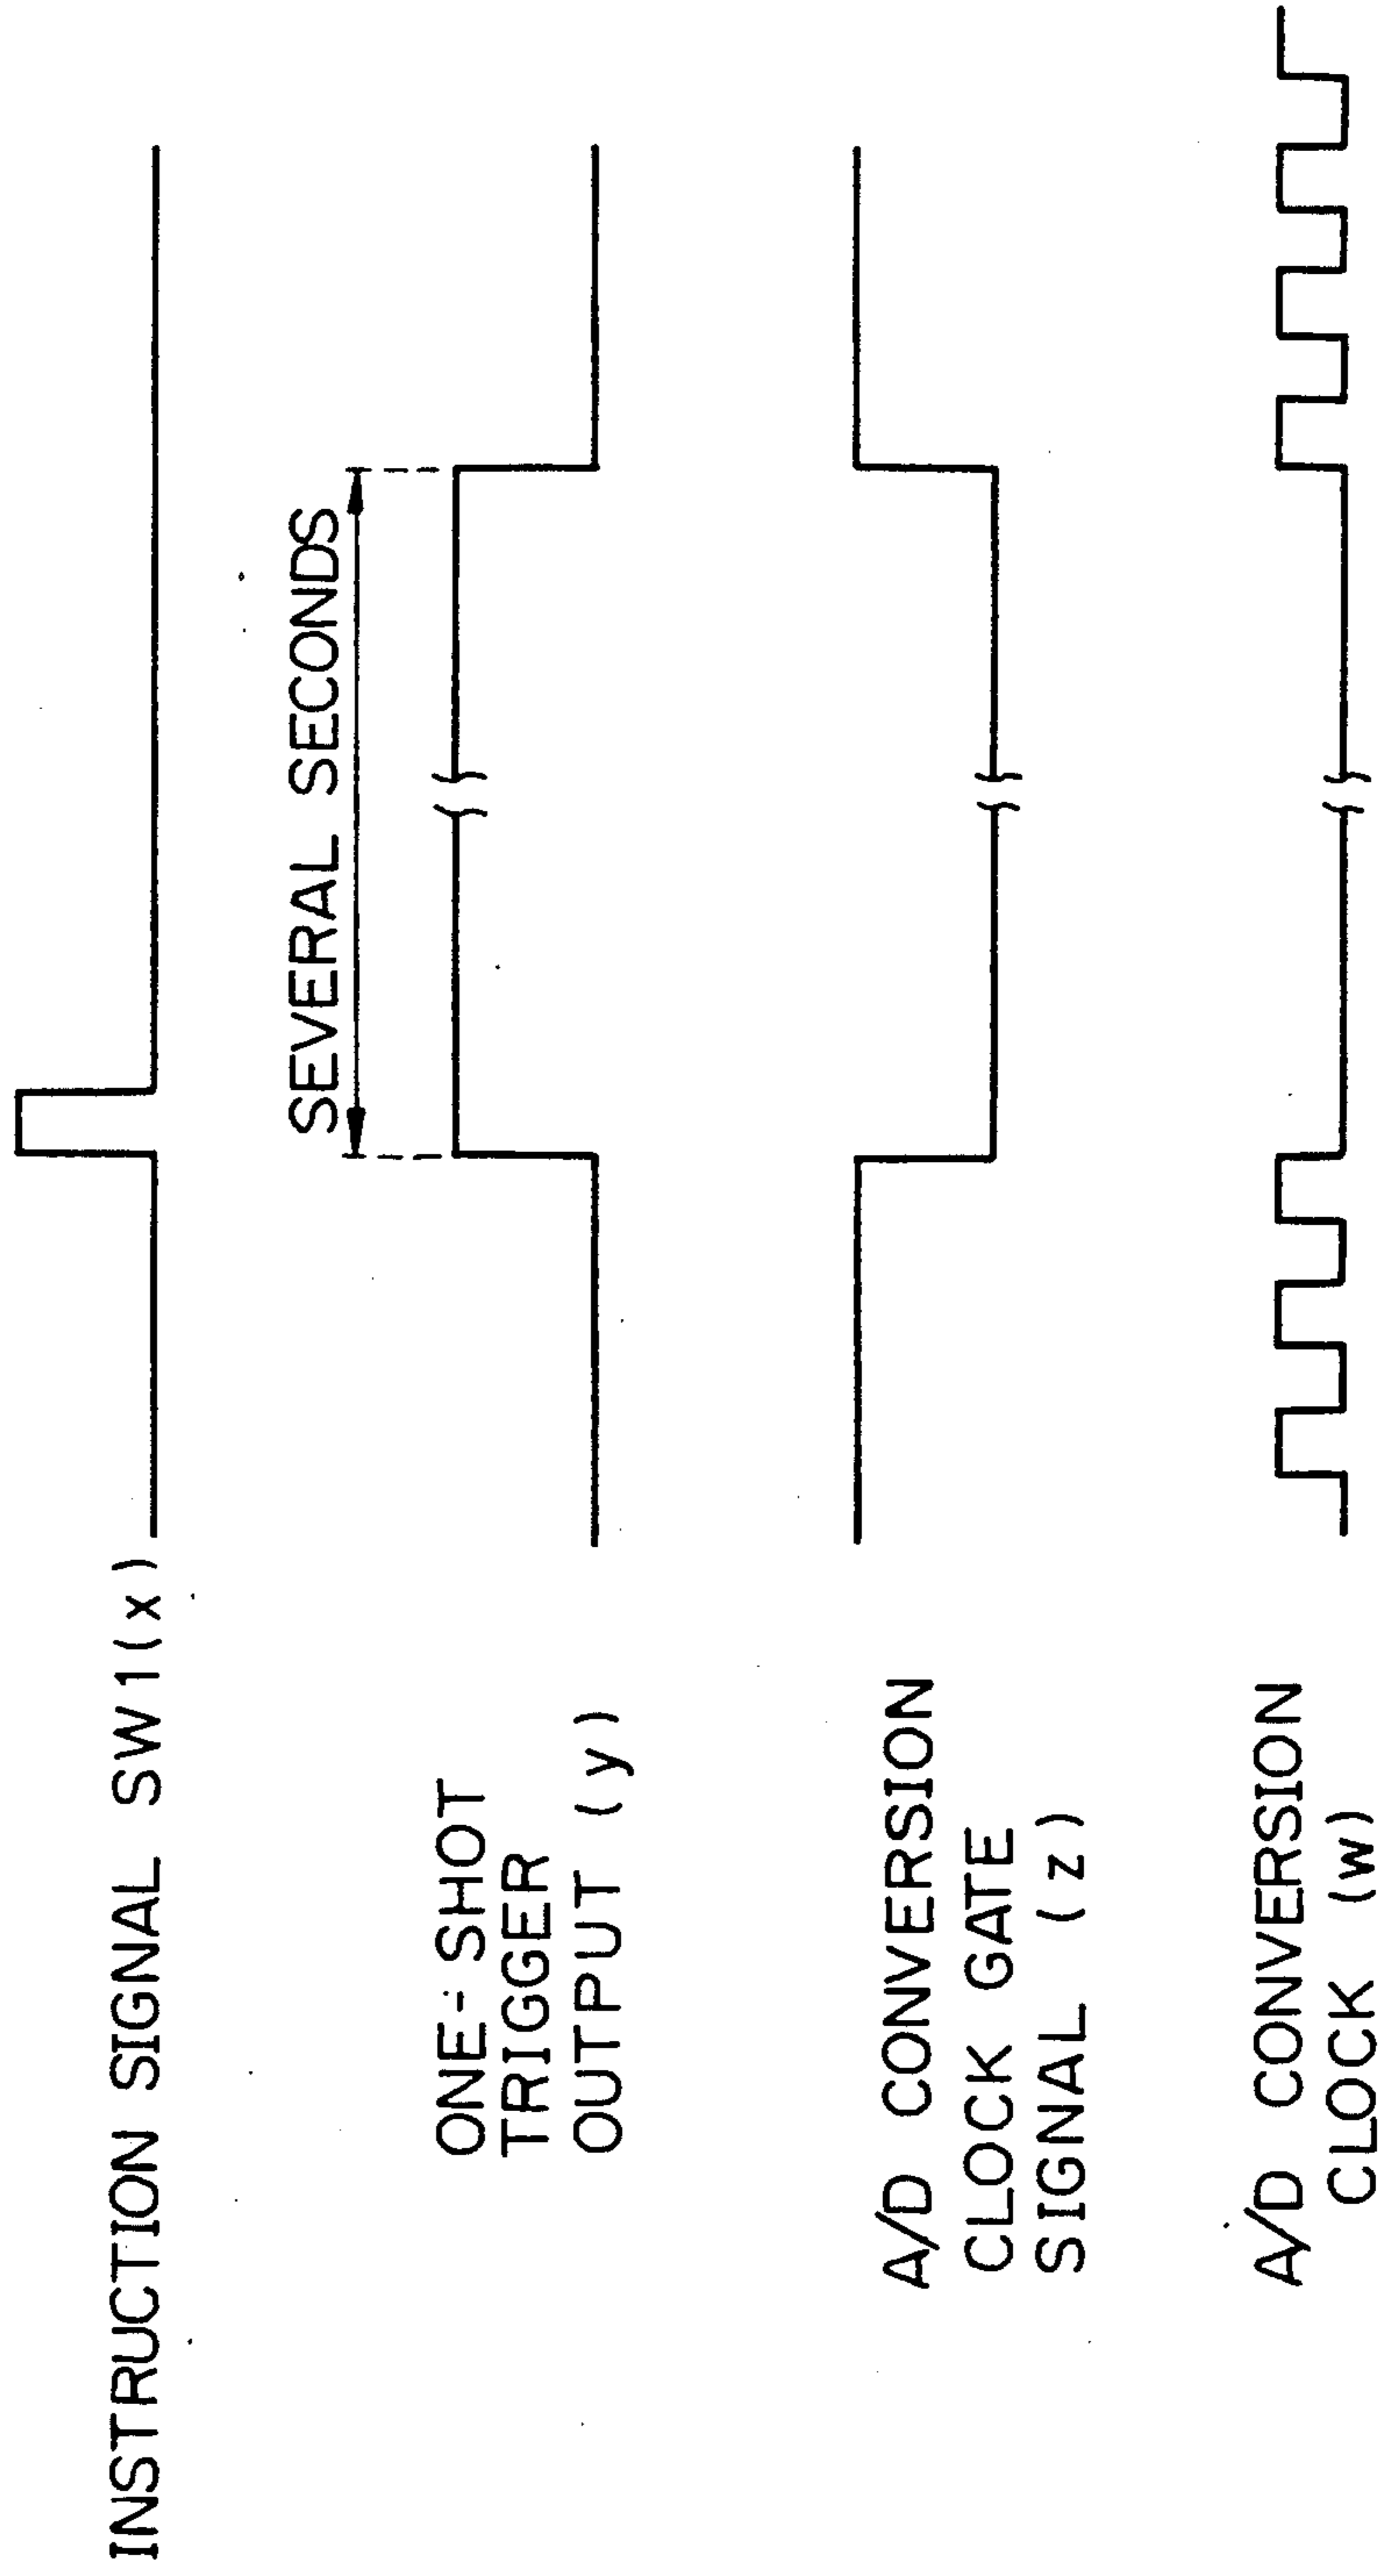 INSTRUCTION SIGNAL SW1(x)
SEVERAL SECONDS
ONE-SHOT
TRIGGER
OUTPUT (y)
A/D CONVERSION
CLOCK GATE
SIGNAL (z)
A/D CONVERSION
CLOCK (w)